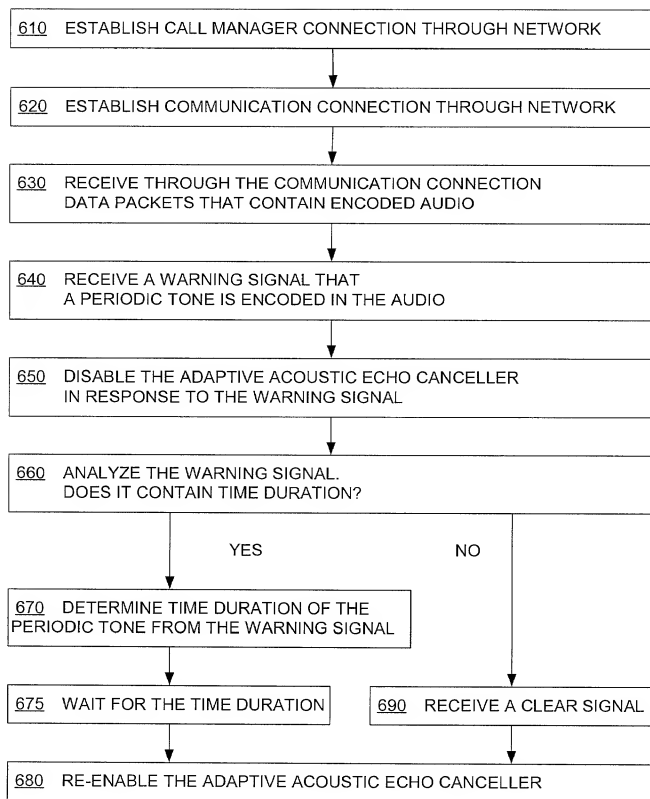 610 ESTABLISH CALL MANAGER CONNECTION THROUGH NETWORK
620 ESTABLISH COMMUNICATION CONNECTION THROUGH NETWORK
630 RECEIVE THROUGH THE COMMUNICATION CONNECTION
DATA PACKETS THAT CONTAIN ENCODED AUDIO
640 RECEIVE A WARNING SIGNAL THAT
A PERIODIC TONE IS ENCODED IN THE AUDIO
650 DISABLE THE ADAPTIVE ACOUSTIC ECHO CANCELLER
IN RESPONSE TO THE WARNING SIGNAL
660 ANALYZE THE WARNING SIGNAL.
DOES IT CONTAIN TIME DURATION?
YES
NO
670 DETERMINE TIME DURATION OF THE
PERIODIC TONE FROM THE WARNING SIGNAL
675 WAIT FOR THE TIME DURATION
690 RECEIVE A CLEAR SIGNAL
680 RE-ENABLE THE ADAPTIVE ACOUSTIC ECHO CANCELLER